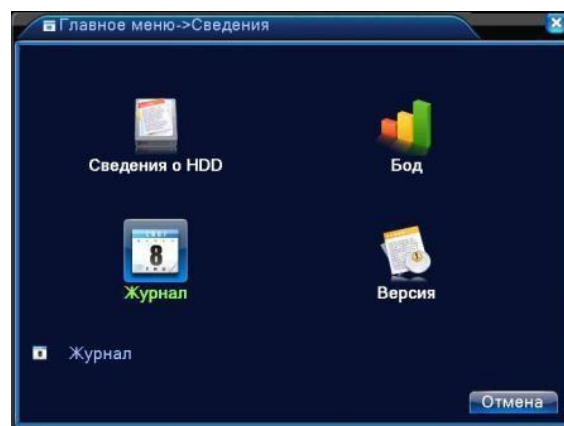 Главное меню->Сведения
Сведения о HDD
Бод
8
Журнал
Версия
Журнал
Отмена